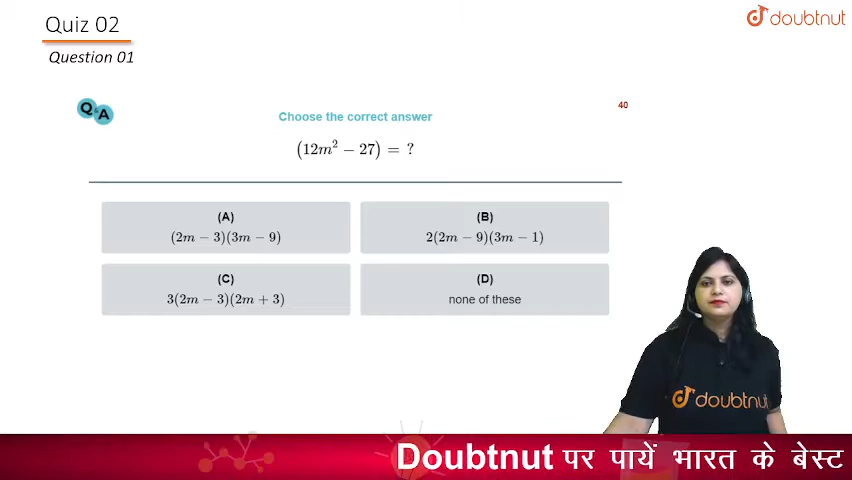 Quiz 02
doubtnut
Question 01
Q&A
40
Choose the correct answer
(12m² − 27) = ?
(A)
(2m − 3)(3m − 9)
(B)
2(2m − 9)(3m − 1)
(C)
3(2m − 3)(2m + 3)
(D)
none of these
doubtnut
Doubtnut पर पायें भारत के बेस्ट